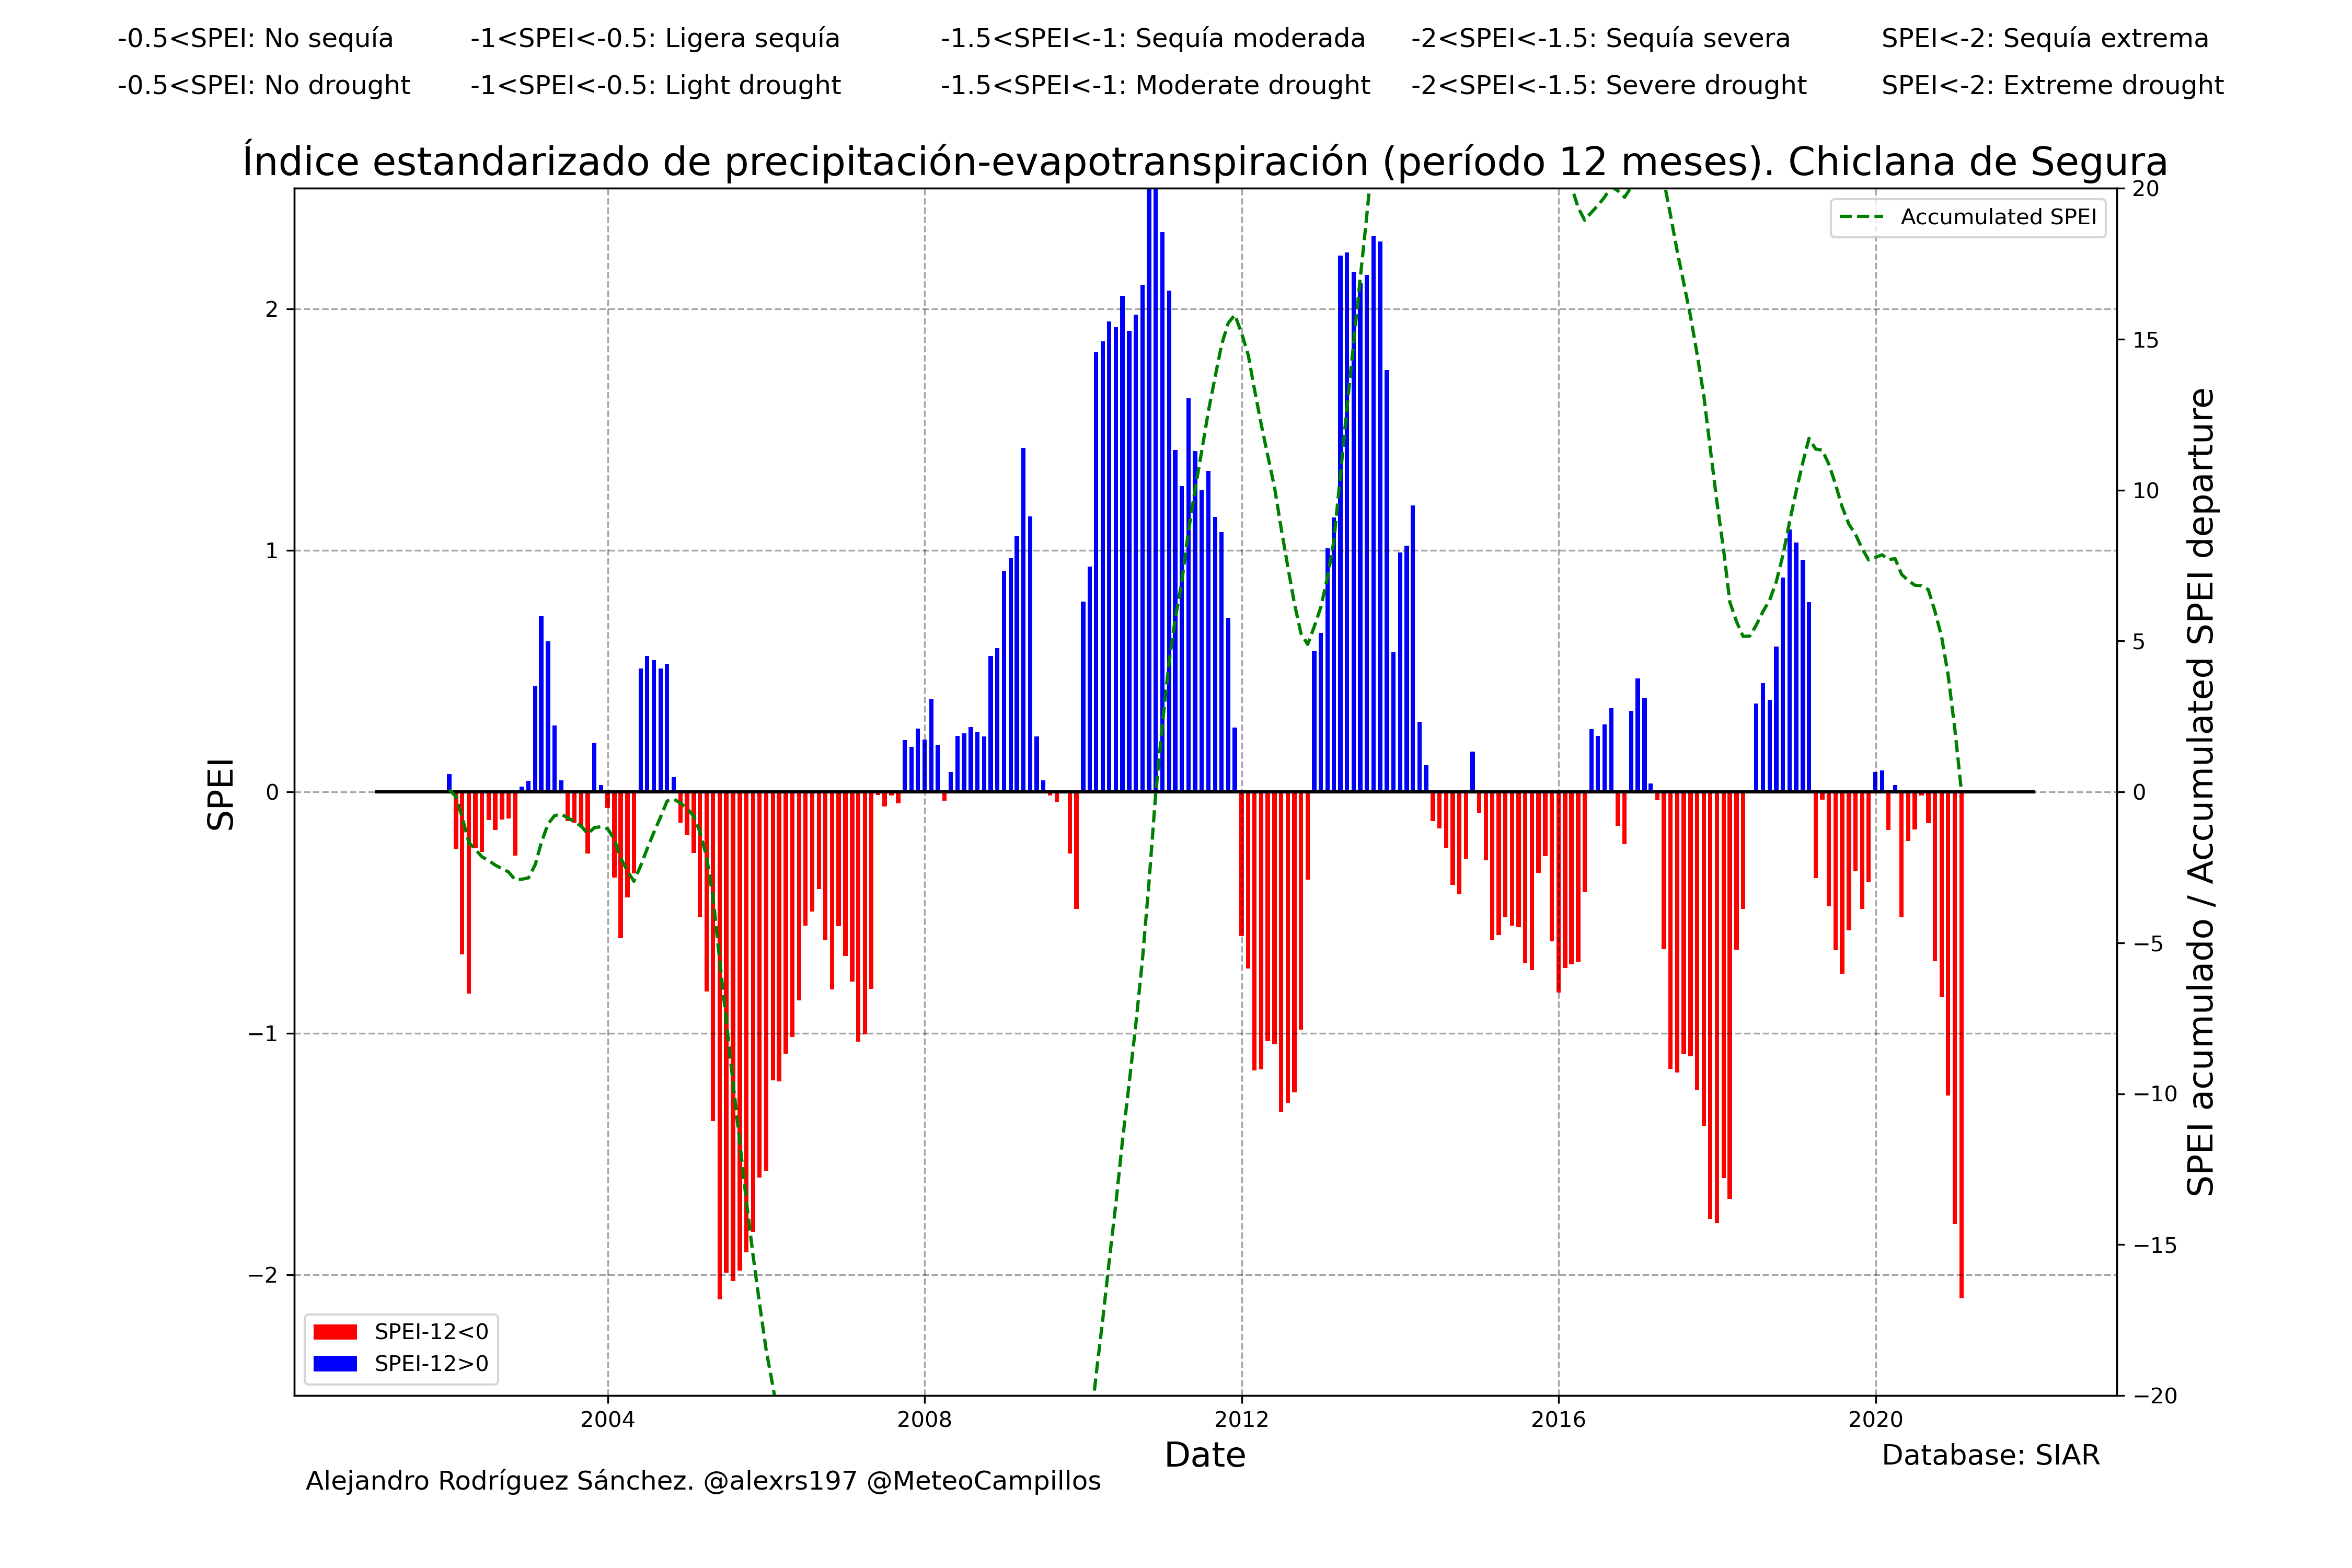 -0.5<SPEI: No sequía -1<SPEI<-0.5: Ligera sequía -1.5<SPEI<-1: Sequía moderada -2<SPEI<-1.5: Sequía severa SPEI<-2: Sequía extrema
-0.5<SPEI: No drought -1<SPEI<-0.5: Light drought -1.5<SPEI<-1: Moderate drought -2<SPEI<-1.5: Severe drought SPEI<-2: Extreme drought
Índice estandarizado de precipitación-evapotranspiración (período 12 meses). Chiclana de Segura
SPEI
2
1
0
−1
−2
Accumulated SPEI
20
15
10
5
0
−5
−10
−15
−20
SPEI acumulado / Accumulated SPEI departure
SPEI-12<0
SPEI-12>0
2004 2008 2012 2016 2020
Date
Database: SIAR
Alejandro Rodríguez Sánchez. @alexrs197 @MeteoCampillos